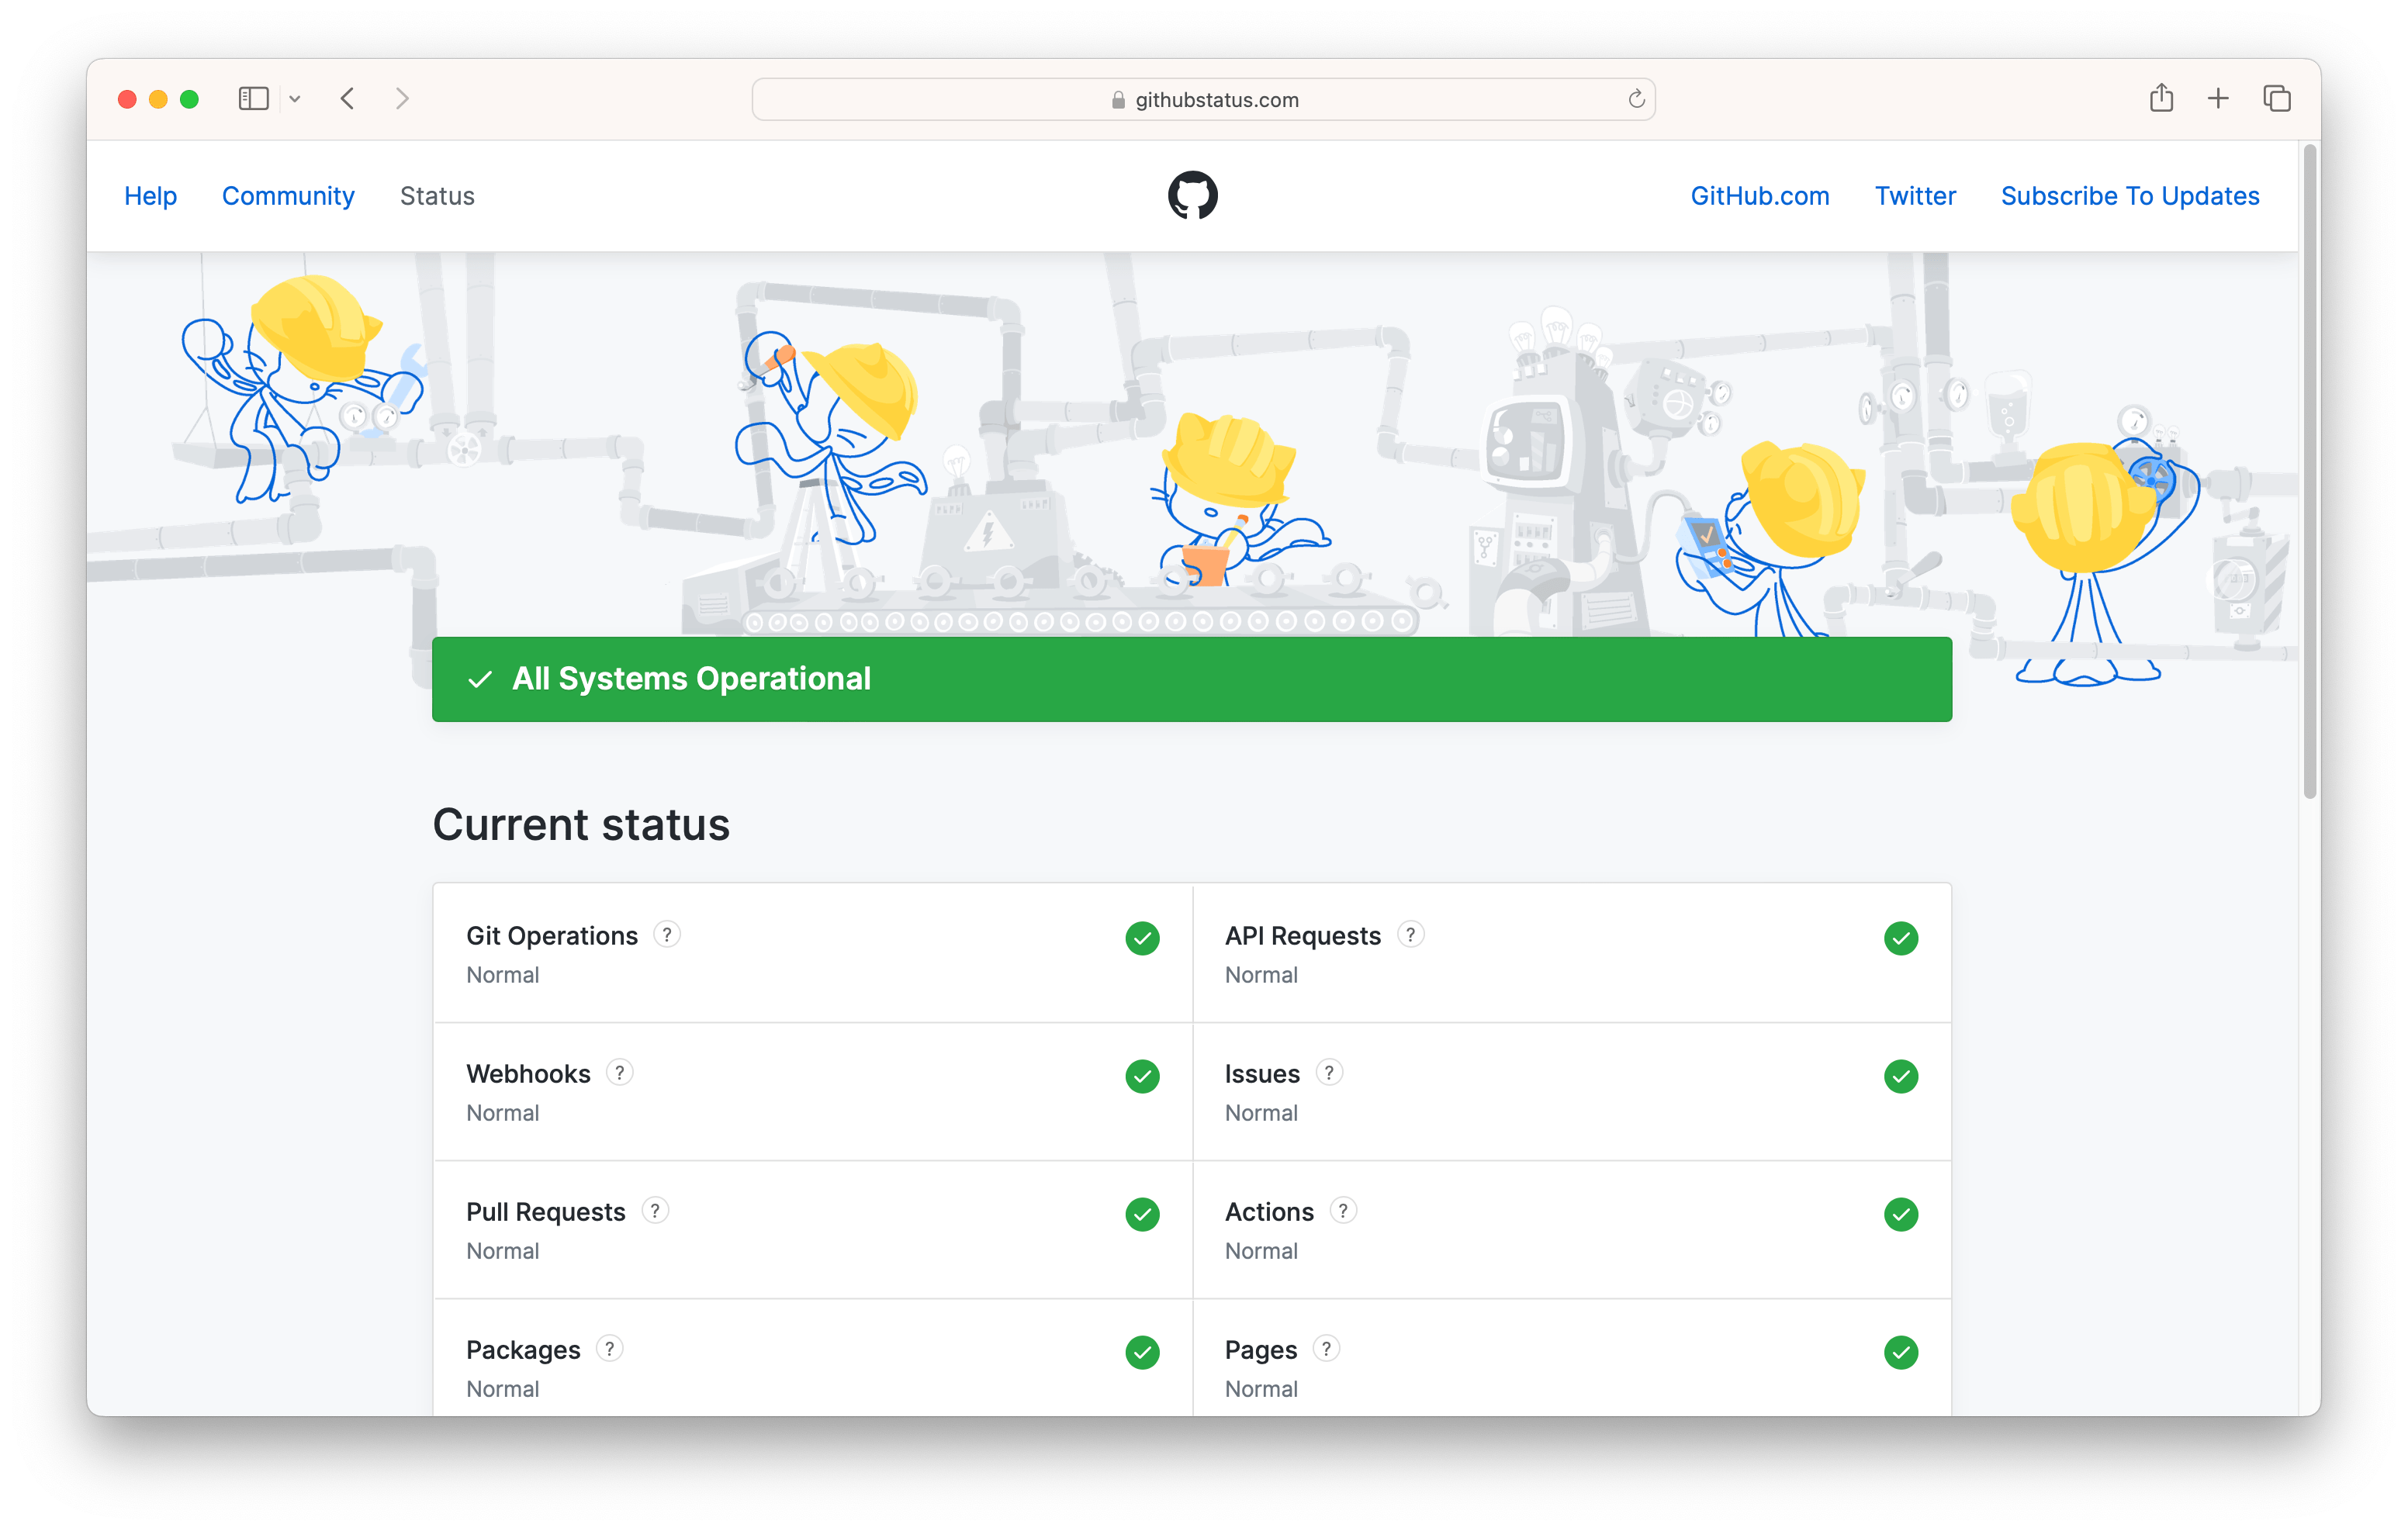 githubstatus.com
Help Community Status GitHub.com Twitter Subscribe To Updates
All Systems Operational
Current status
Git Operations ? API Requests ?
Normal Normal
Webhooks ? Issues ?
Normal Normal
Pull Requests ? Actions ?
Normal Normal
Packages ? Pages ?
Normal Normal